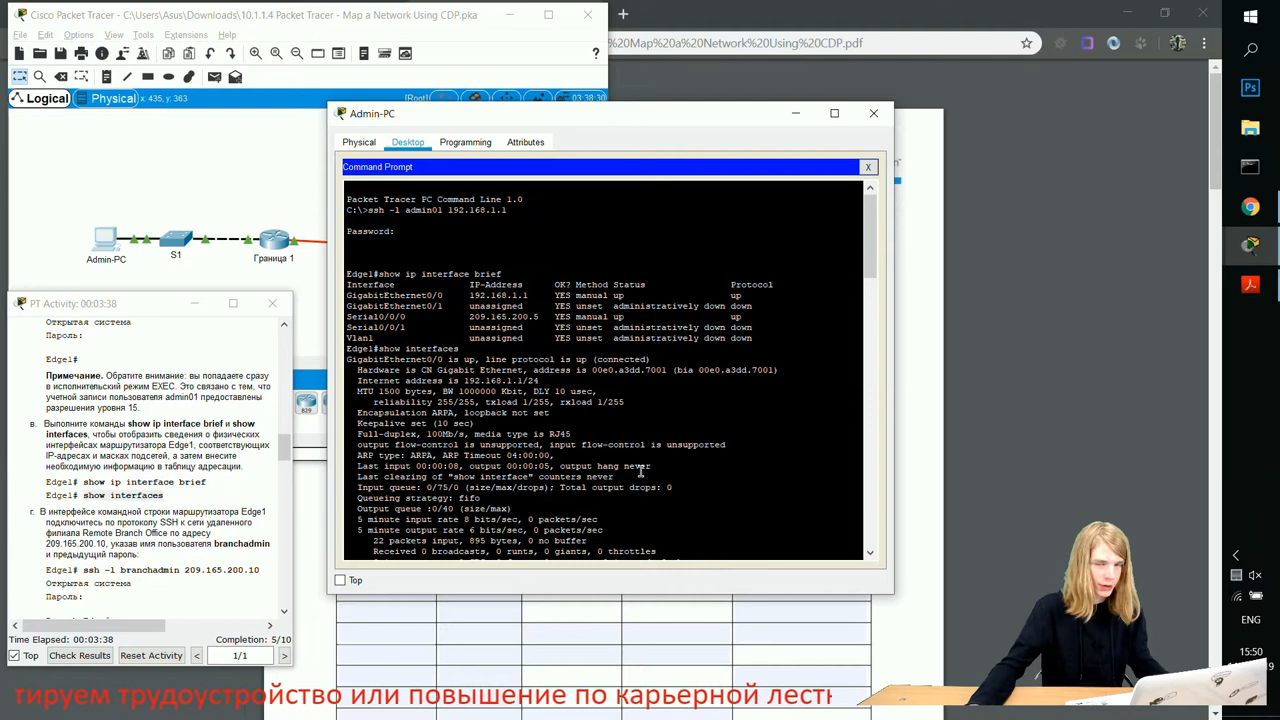 Cisco Packet Tracer - C:\Users\Asus\Downloads\10.1.1.4 Packet Tracer - Map a Network Using CDP.pka
File Edit Options View Tools Extensions Help
%20Map%20a%20Network%20Using%20CDP.pdf
Logical Physical x: 435, y: 363 [Root] 03:38:30
Admin-PC
S1
Граница 1
829
Admin-PC
Physical Desktop Programming Attributes
Command Prompt X
Packet Tracer PC Command Line 1.0
C:\>ssh -l admin01 192.168.1.1
Password:
Edge1#show ip interface brief
Interface IP-Address OK? Method Status Protocol
GigabitEthernet0/0 192.168.1.1 YES manual up up
GigabitEthernet0/1 unassigned YES unset administratively down down
Serial0/0/0 209.165.200.5 YES manual up up
Serial0/0/1 unassigned YES unset administratively down down
Vlan1 unassigned YES unset administratively down down
Edge1#show interfaces
GigabitEthernet0/0 is up, line protocol is up (connected)
Hardware is CN Gigabit Ethernet, address is 00e0.a3dd.7001 (bia 00e0.a3dd.7001)
Internet address is 192.168.1.1/24
MTU 1500 bytes, BW 1000000 Kbit, DLY 10 usec,
reliability 255/255, txload 1/255, rxload 1/255
Encapsulation ARPA, loopback not set
Keepalive set (10 sec)
Full-duplex, 100Mb/s, media type is RJ45
output flow-control is unsupported, input flow-control is unsupported
ARP type: ARPA, ARP Timeout 04:00:00,
Last input 00:00:08, output 00:00:05, output hang never
Last clearing of "show interface" counters never
Input queue: 0/75/0 (size/max/drops); Total output drops: 0
Queueing strategy: fifo
Output queue :0/40 (size/max)
5 minute input rate 8 bits/sec, 0 packets/sec
5 minute output rate 6 bits/sec, 0 packets/sec
22 packets input, 895 bytes, 0 no buffer
Received 0 broadcasts, 0 runts, 0 giants, 0 throttles
Top
PT Activity: 00:03:38
Открытая система
Пароль:
Edge1#
Примечание. Обратите внимание: вы попадаете сразу
в исполнительский режим EXEC. Это связано с тем, что
учетной записи пользователя admin01 предоставлены
разрешения уровня 15.
в. Выполните команды show ip interface brief и show
interfaces, чтобы отобразить сведения о физических
интерфейсах маршрутизатора Edge1, соответствующих
IP-адресах и масках подсетей, а затем внесите
необходимую информацию в таблицу адресации.
Edge1# show ip interface brief
Edge1# show interfaces
г. В интерфейсе командной строки маршрутизатора Edge1
подключитесь по протоколу SSH к сети удаленного
филиала Remote Branch Office по адресу
209.165.200.10, указав имя пользователя branchadmin
и предыдущий пароль:
Edge1# ssh -l branchadmin 209.165.200.10
Открытая система
Пароль:
Time Elapsed: 00:03:38 Completion: 5/10
Top Check Results Reset Activity < 1/1 >
Ps
ENG
15:50
тируем трудоустройство или повышение по карьерной лестн